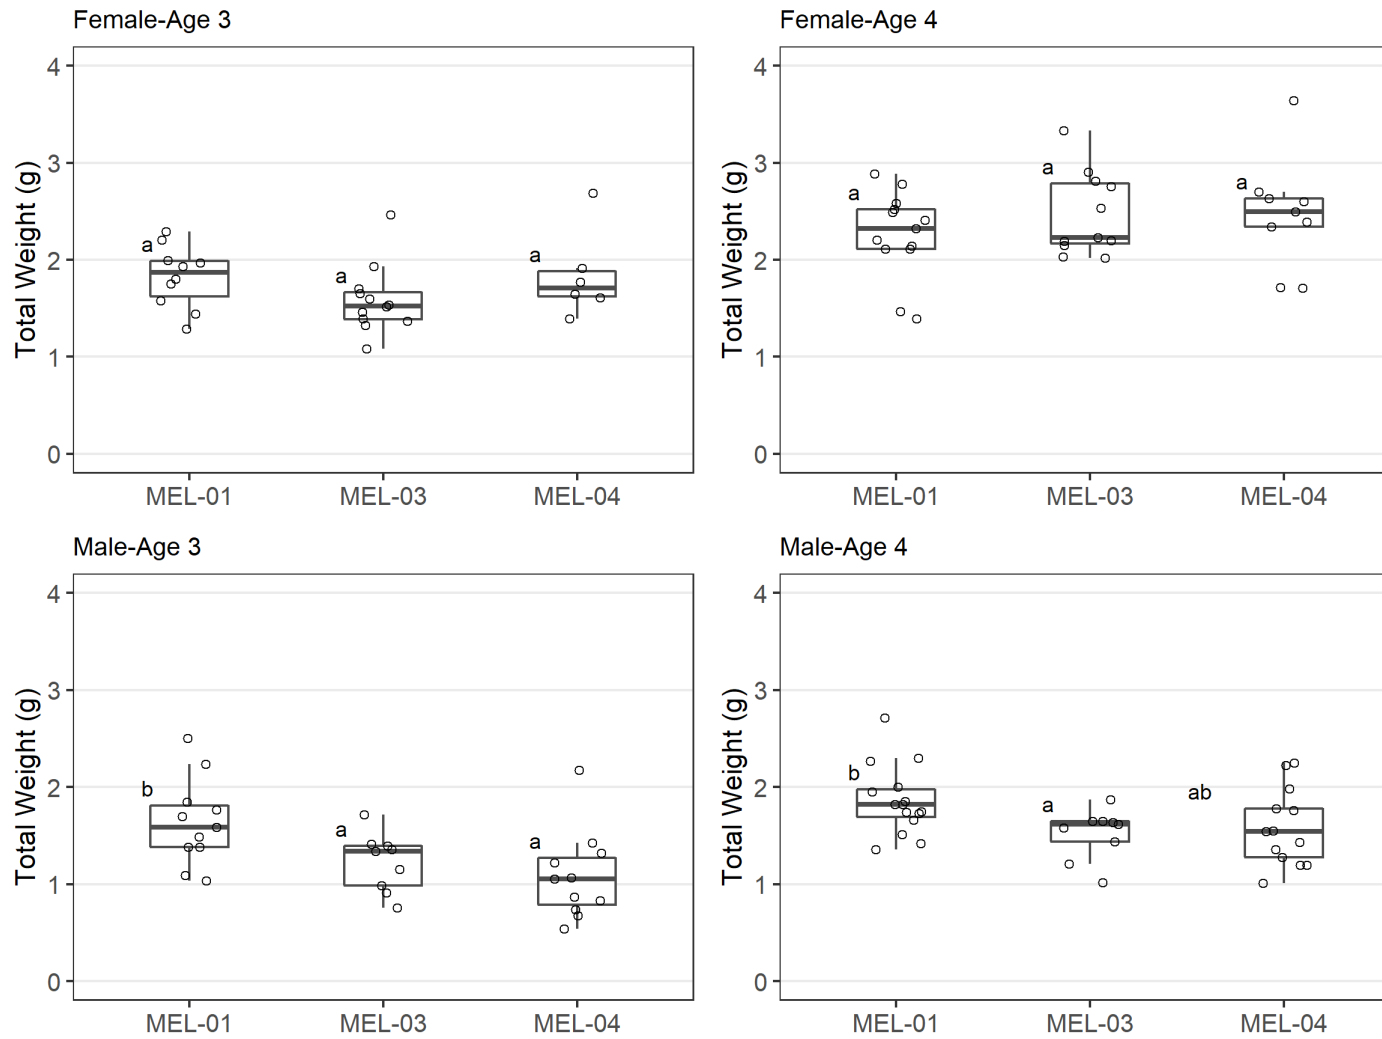 Female-Age 3
Female-Age 4
4
3
2
1
0
Total Weight (g)
a
a
a
MEL-01
MEL-03
MEL-04
4
3
2
1
0
Total Weight (g)
a
a
a
MEL-01
MEL-03
MEL-04
Male-Age 3
Male-Age 4
4
3
2
1
0
Total Weight (g)
b
a
a
MEL-01
MEL-03
MEL-04
4
3
2
1
0
Total Weight (g)
b
a
ab
MEL-01
MEL-03
MEL-04